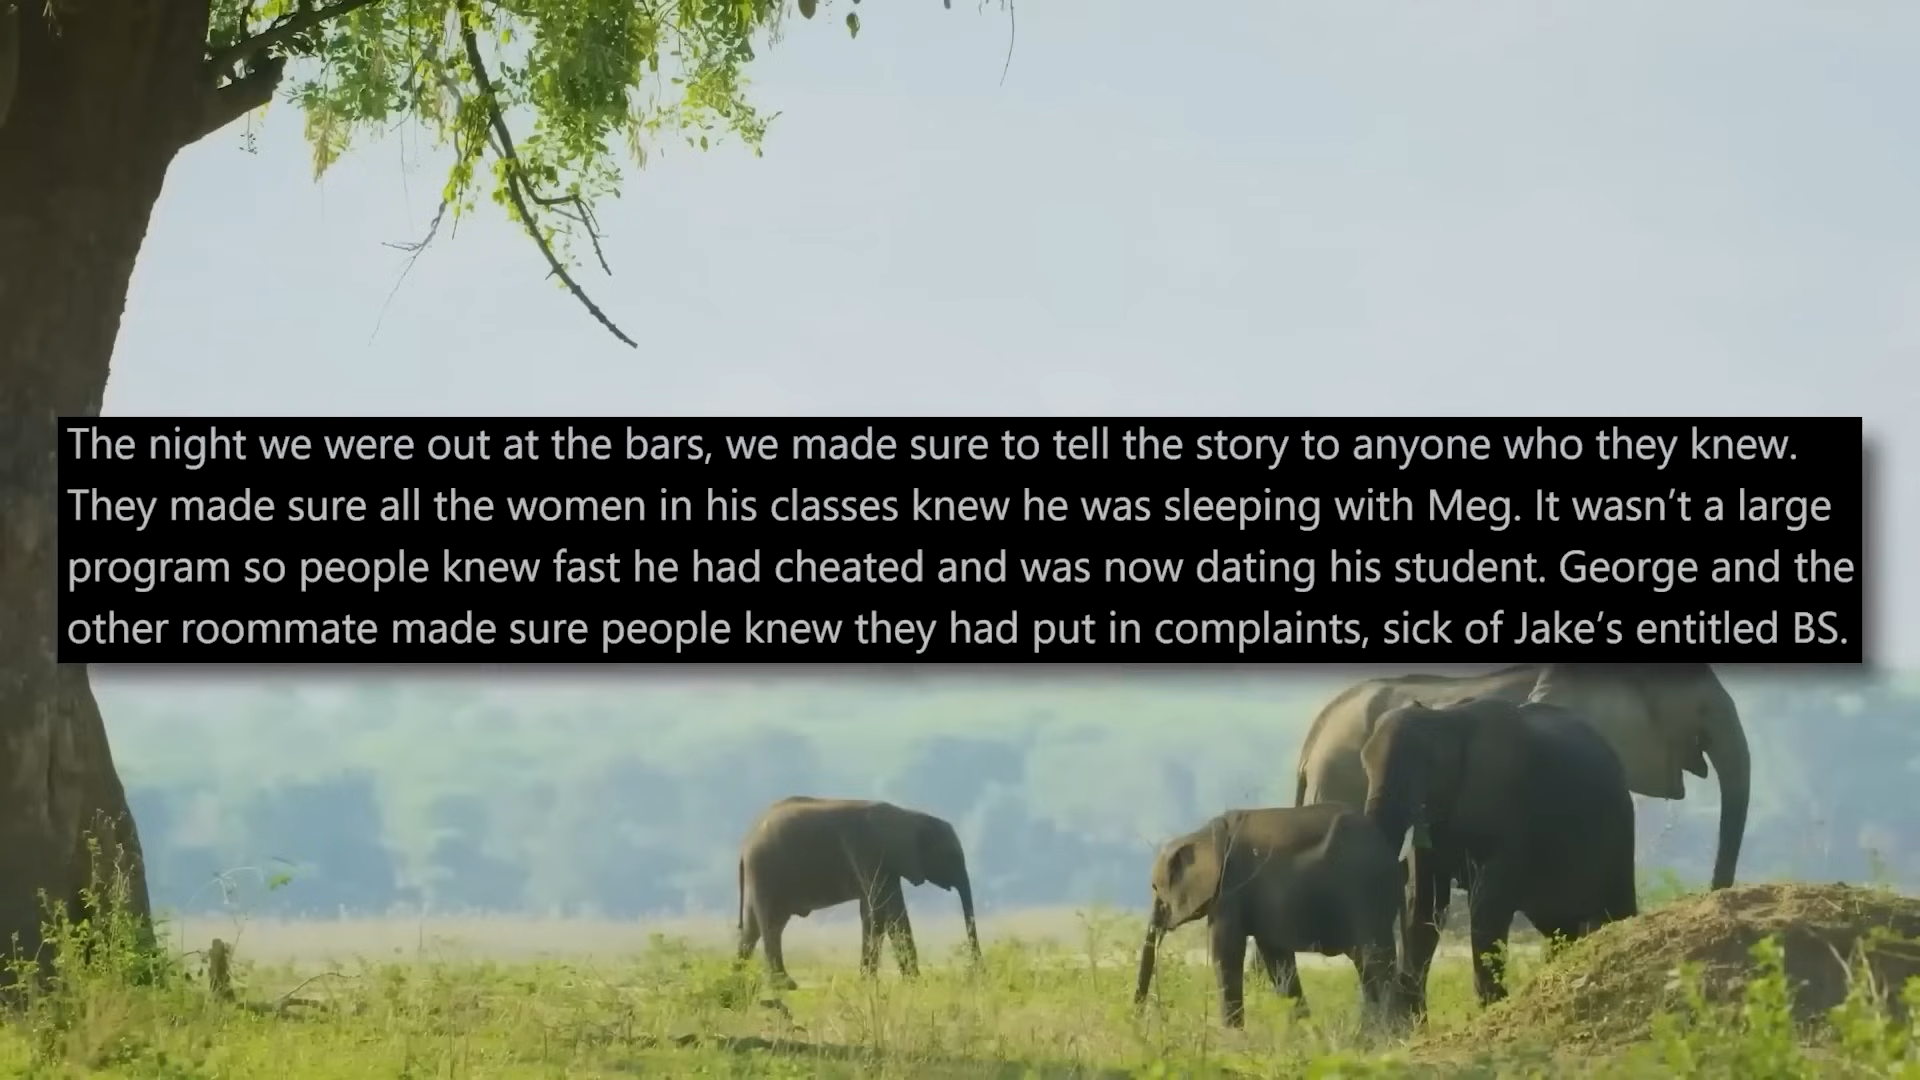 The night we were out at the bars, we made sure to tell the story to anyone who they knew.
They made sure all the women in his classes knew he was sleeping with Meg. It wasn’t a large
program so people knew fast he had cheated and was now dating his student. George and the
other roommate made sure people knew they had put in complaints, sick of Jake’s entitled BS.